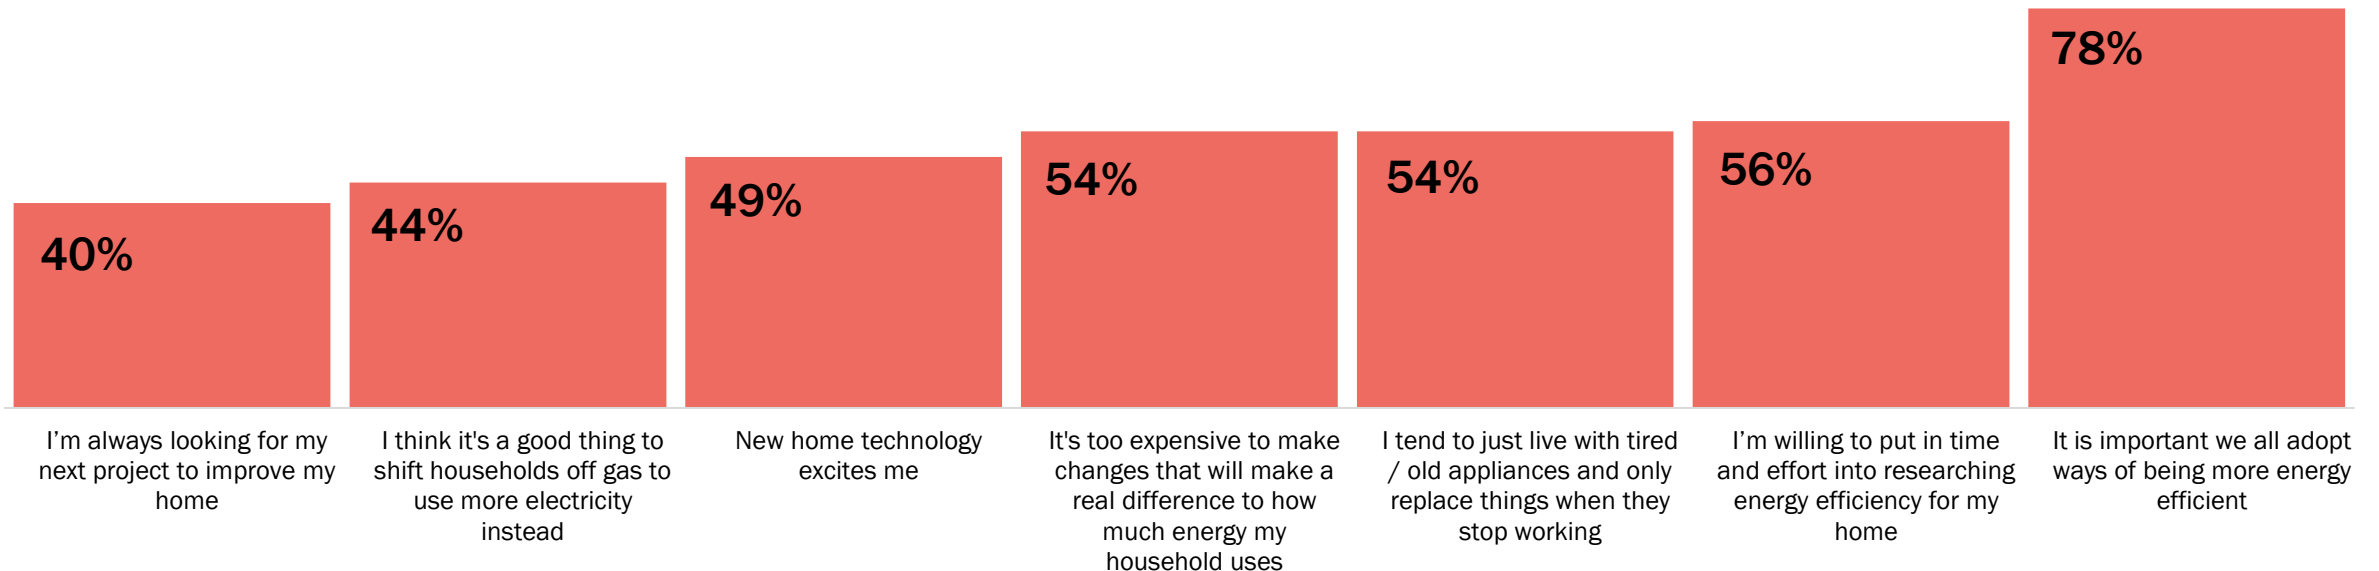 40%
44%
49%
54%
54%
56%
78%
I’m always looking for my
next project to improve my
home
I think it's a good thing to
shift households off gas to
use more electricity
instead
New home technology
excites me
It's too expensive to make
changes that will make a
real difference to how
much energy my
household uses
I tend to just live with tired
/ old appliances and only
replace things when they
stop working
I’m willing to put in time
and effort into researching
energy efficiency for my
home
It is important we all adopt
ways of being more energy
efficient